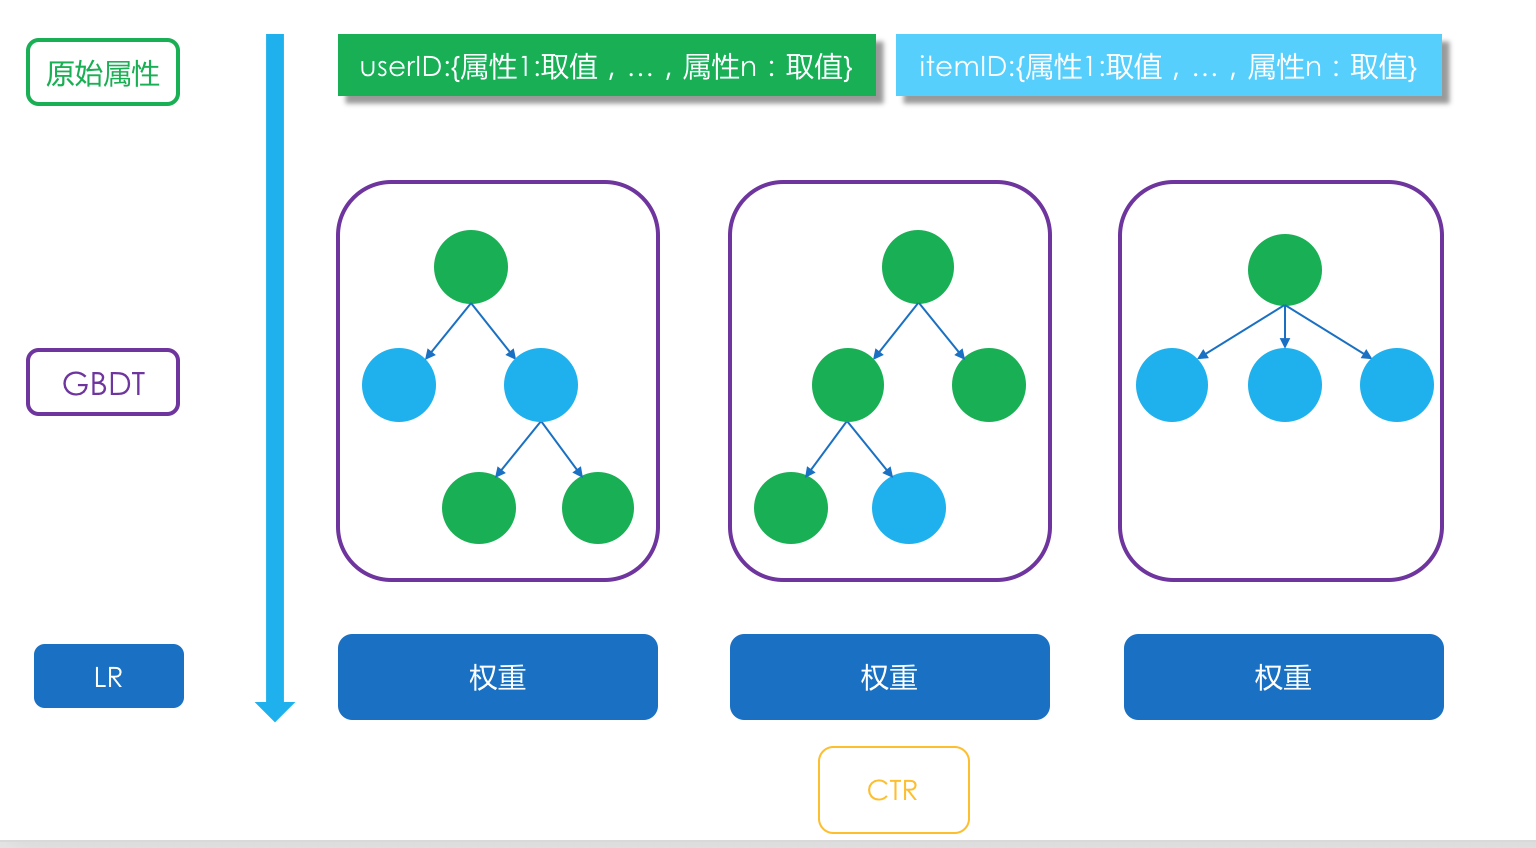 原始属性
userID:{属性1:取值，…，属性n：取值}
itemID:{属性1:取值，…，属性n：取值}
GBDT
LR
权重
权重
权重
CTR